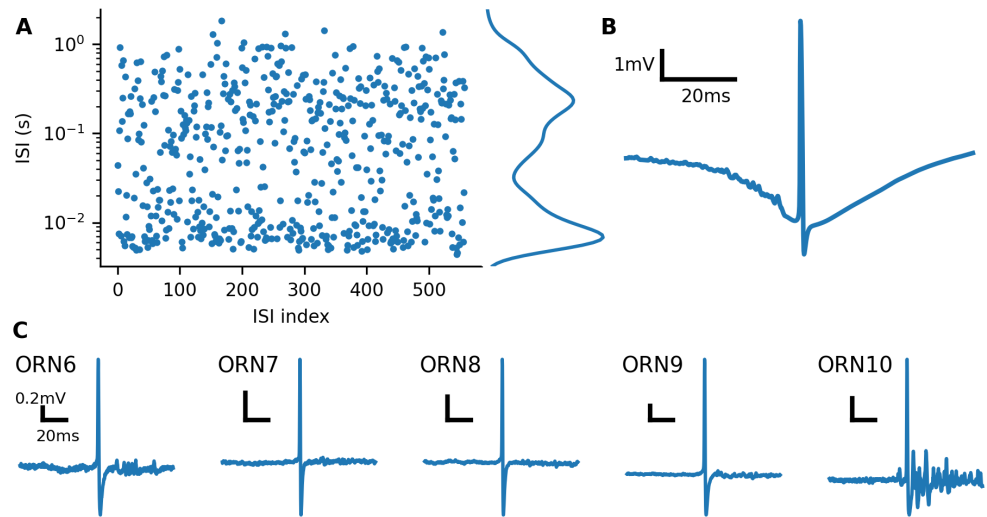 A
B
ISI (s)
10⁰
10⁻¹
10⁻²
0 100 200 300 400 500
ISI index
1mV
20ms
C
ORN6 ORN7 ORN8 ORN9 ORN10
0.2mV
20ms